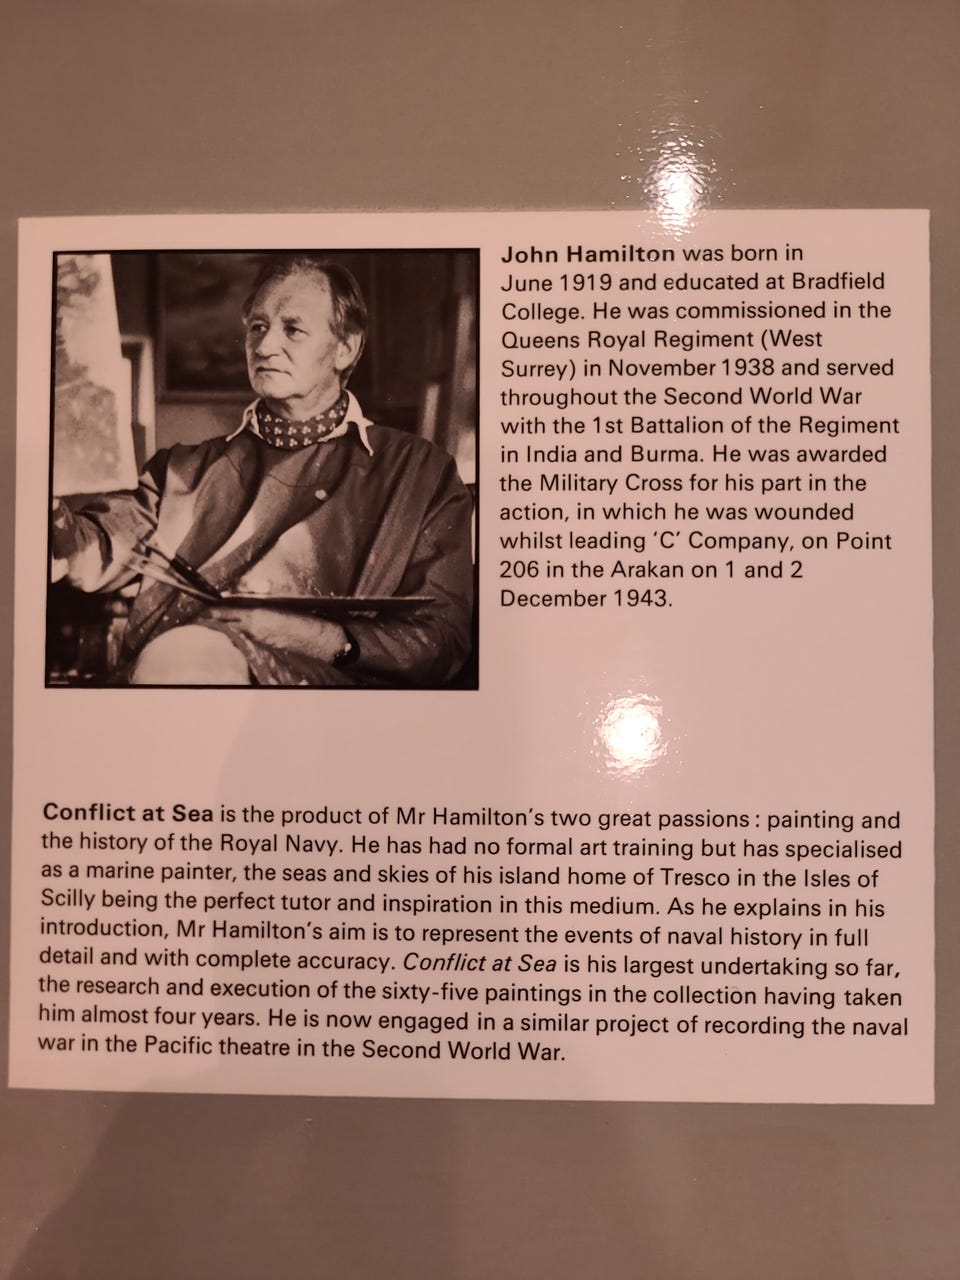 John Hamilton was born in
June 1919 and educated at Bradfield
College. He was commissioned in the
Queens Royal Regiment (West
Surrey) in November 1938 and served
throughout the Second World War
with the 1st Battalion of the Regiment
in India and Burma. He was awarded
the Military Cross for his part in the
action, in which he was wounded
whilst leading 'C' Company, on Point
206 in the Arakan on 1 and 2
December 1943.
Conflict at Sea is the product of Mr Hamilton's two great passions : painting and
the history of the Royal Navy. He has had no formal art training but has specialised
as a marine painter, the seas and skies of his island home of Tresco in the Isles of
Scilly being the perfect tutor and inspiration in this medium. As he explains in his
introduction, Mr Hamilton's aim is to represent the events of naval history in full
detail and with complete accuracy. Conflict at Sea is his largest undertaking so far,
the research and execution of the sixty-five paintings in the collection having taken
him almost four years. He is now engaged in a similar project of recording the naval
war in the Pacific theatre in the Second World War.